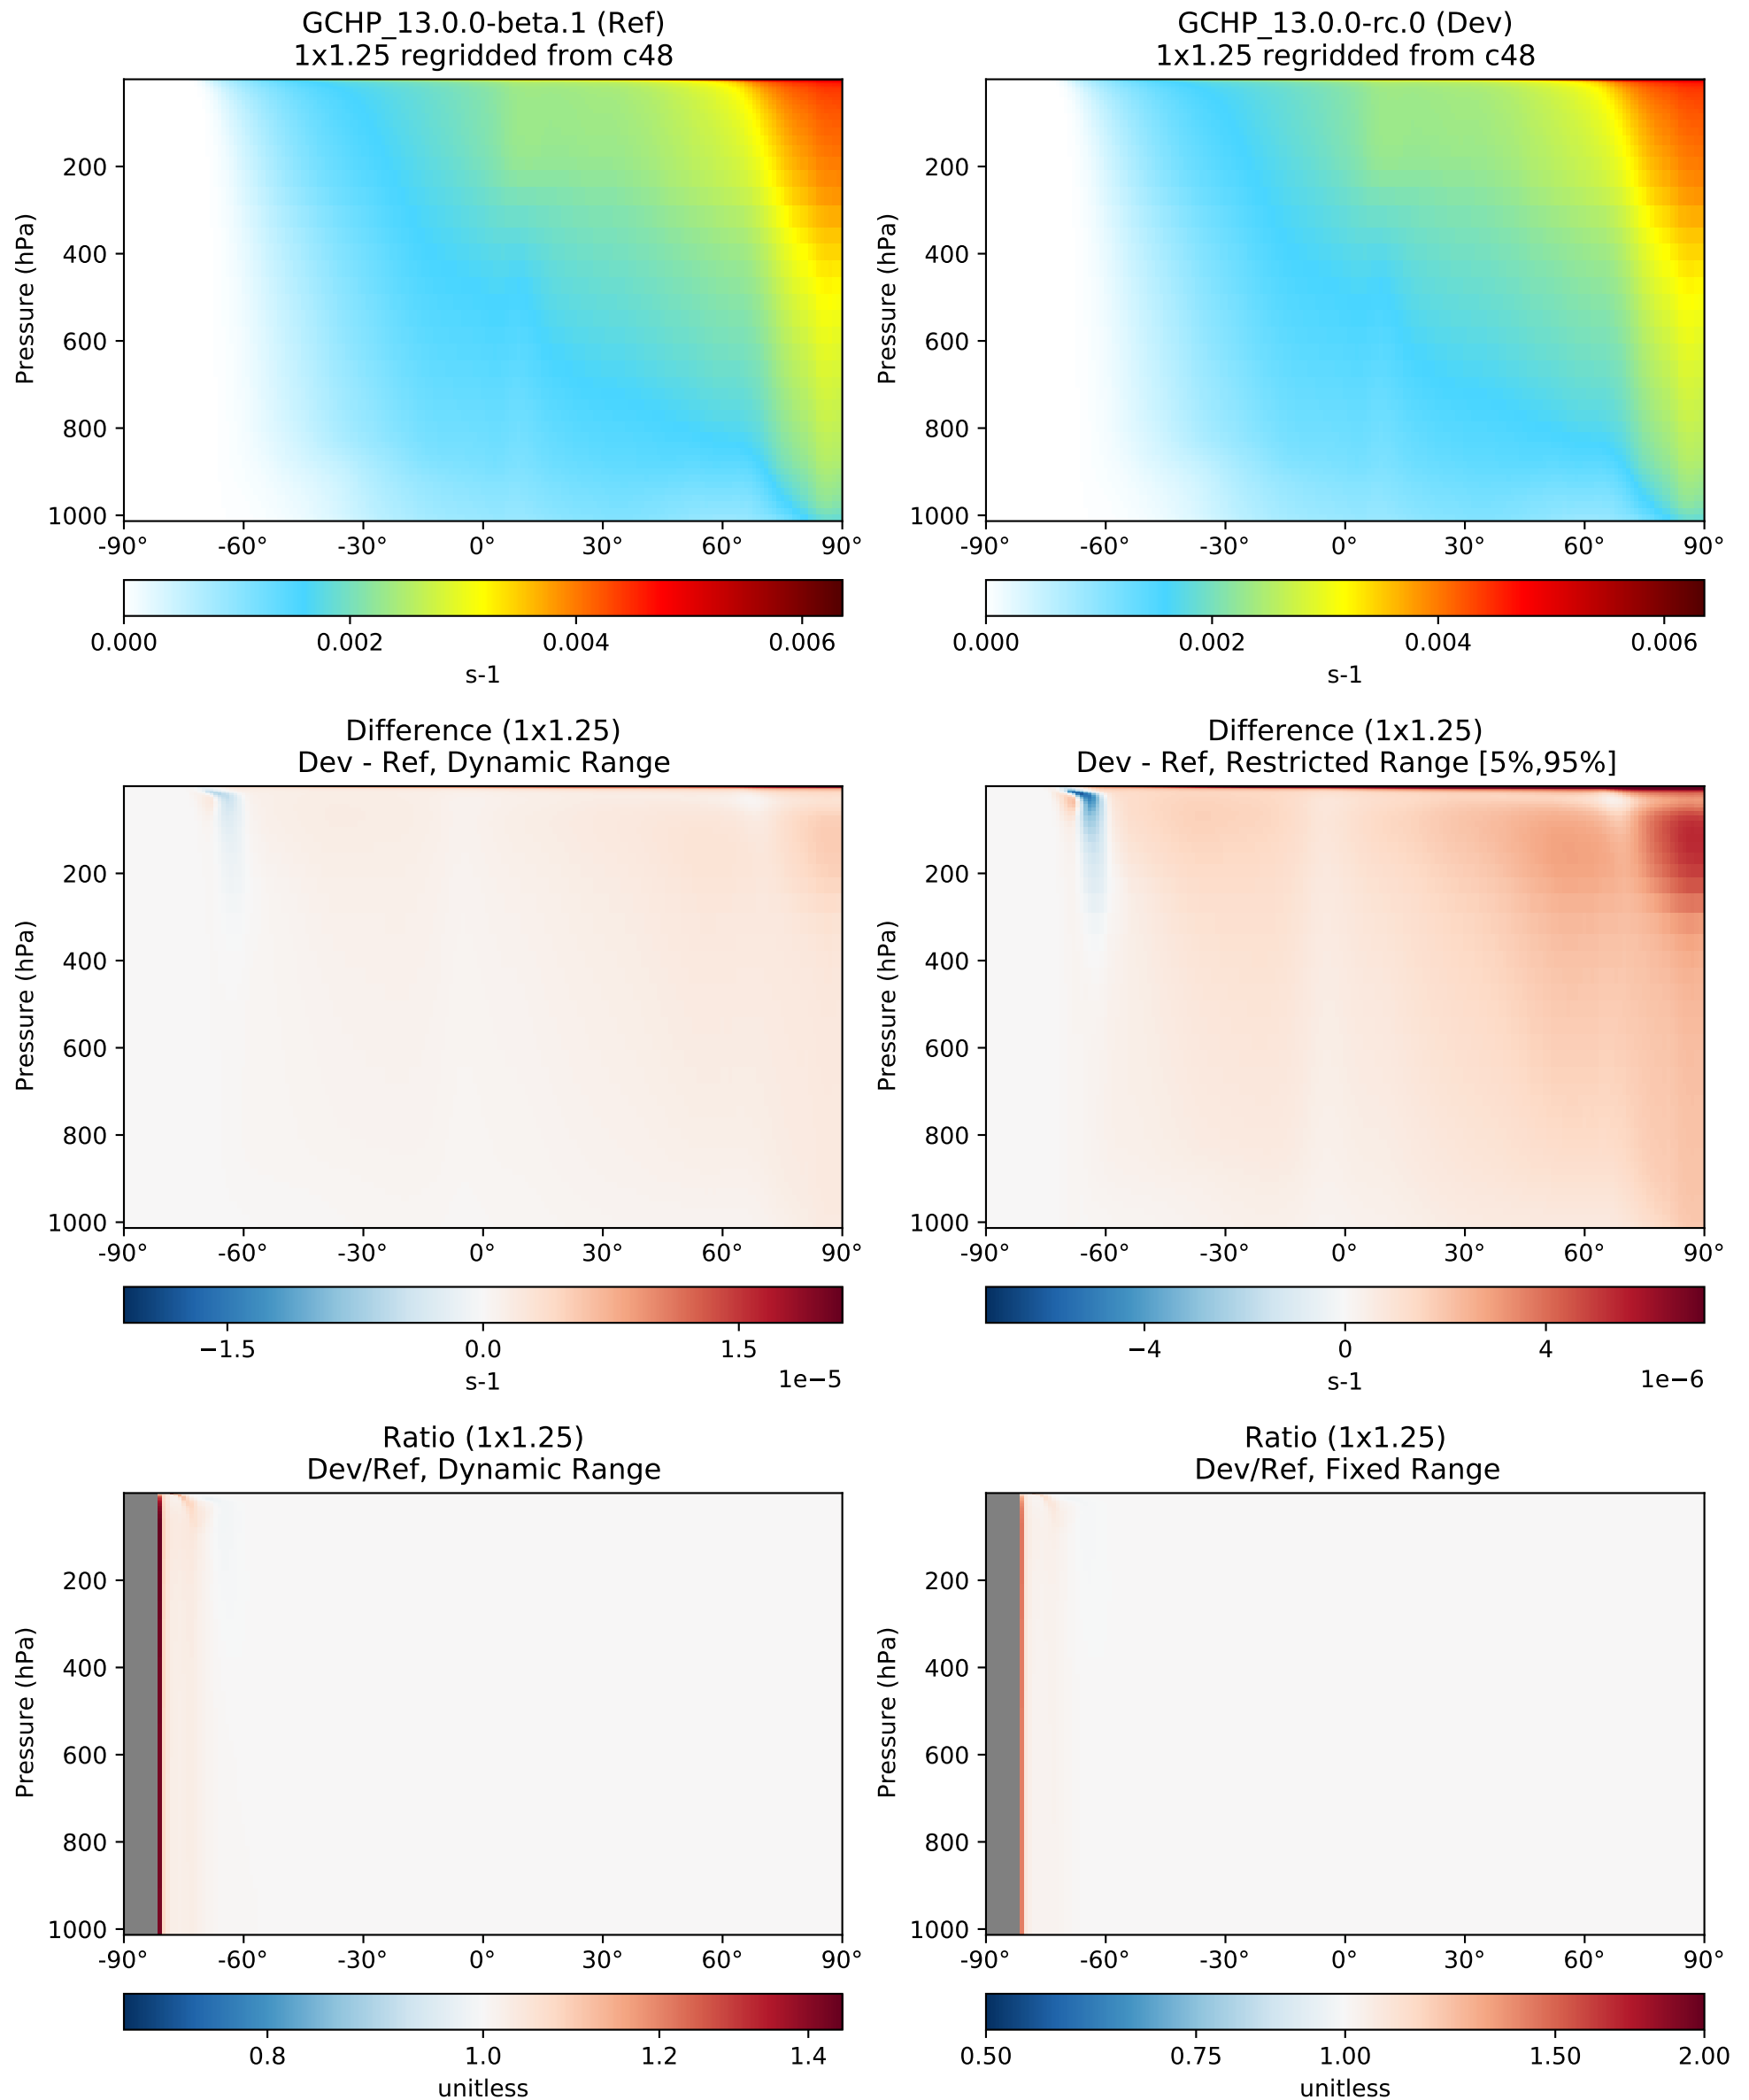 GCHP_13.0.0-beta.1 (Ref)
1x1.25 regridded from c48
Pressure (hPa)
200
400
600
800
1000
-90° -60° -30° 0° 30° 60° 90°
0.000 0.002 0.004 0.006
s-1
GCHP_13.0.0-rc.0 (Dev)
1x1.25 regridded from c48
Pressure (hPa)
200
400
600
800
1000
-90° -60° -30° 0° 30° 60° 90°
0.000 0.002 0.004 0.006
s-1
Difference (1x1.25)
Dev - Ref, Dynamic Range
Pressure (hPa)
200
400
600
800
1000
-90° -60° -30° 0° 30° 60° 90°
−1.5 0.0 1.5
s-1 1e−5
Difference (1x1.25)
Dev - Ref, Restricted Range [5%,95%]
Pressure (hPa)
200
400
600
800
1000
-90° -60° -30° 0° 30° 60° 90°
−4 0 4
s-1 1e−6
Ratio (1x1.25)
Dev/Ref, Dynamic Range
Pressure (hPa)
200
400
600
800
1000
-90° -60° -30° 0° 30° 60° 90°
0.8 1.0 1.2 1.4
unitless
Ratio (1x1.25)
Dev/Ref, Fixed Range
Pressure (hPa)
200
400
600
800
1000
-90° -60° -30° 0° 30° 60° 90°
0.50 0.75 1.00 1.50 2.00
unitless